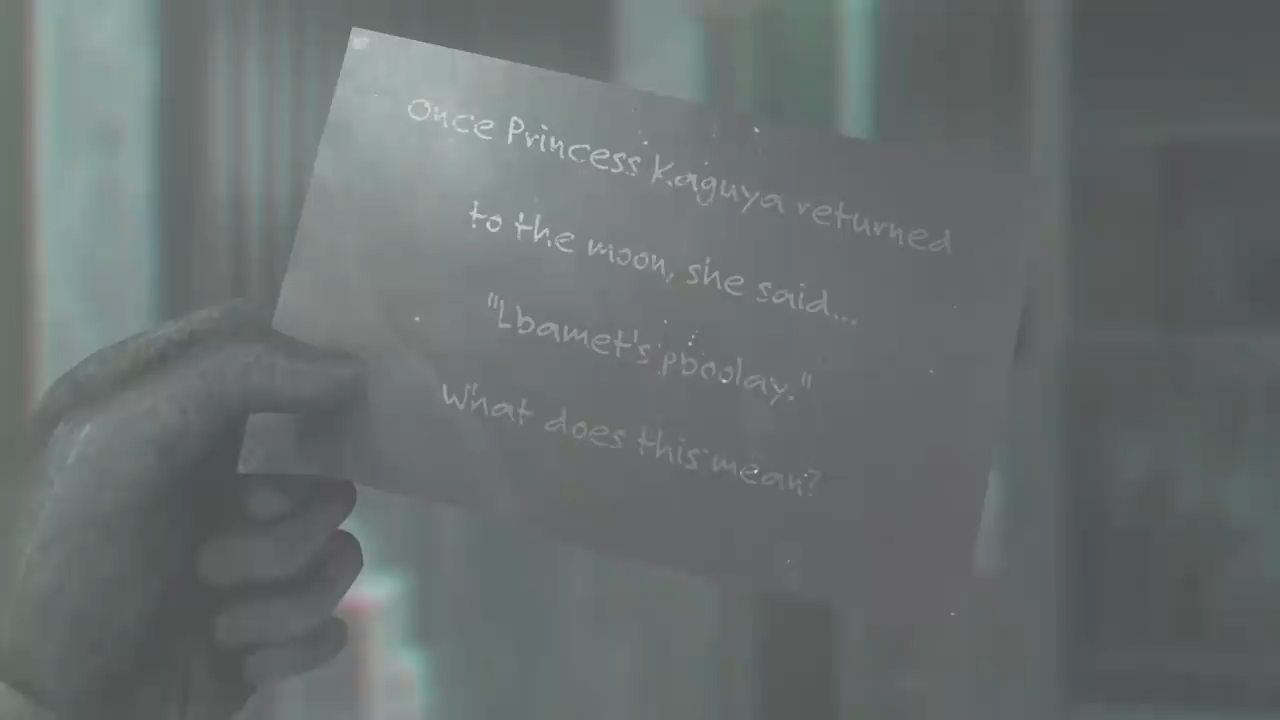 Once Princess Kaguya returned
to the moon, she said...
"Lbamet's pboolay."
What does this mean?